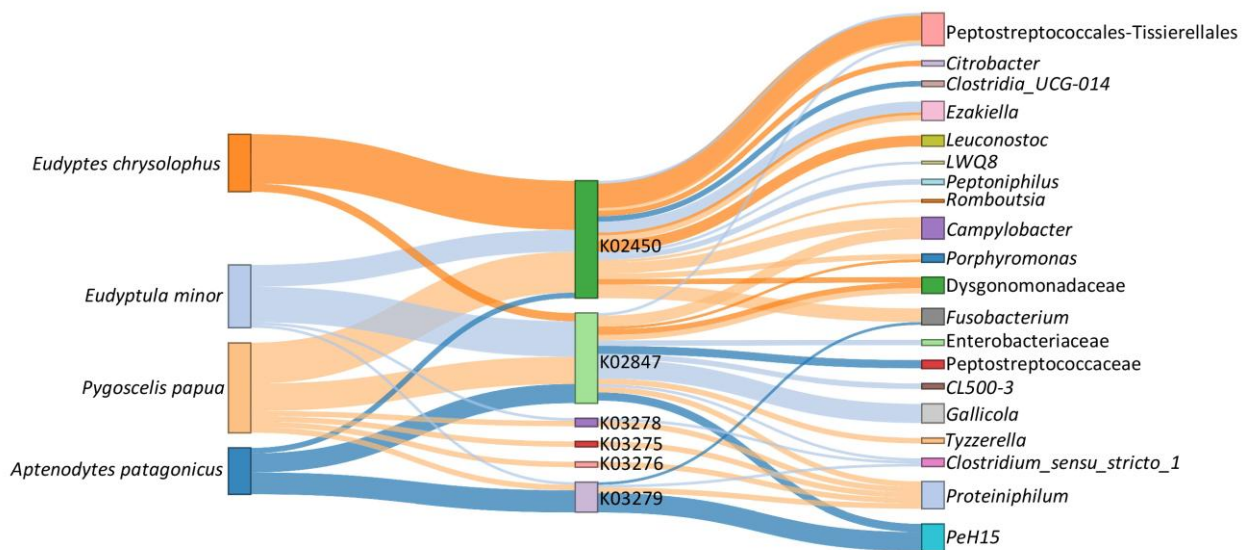 Eudyptes chrysolophus
Eudyptula minor
Pygoscelis papua
Aptenodytes patagonicus
K02450
K02847
K03278
K03275
K03276
K03279
Peptostreptococcales-Tissierellales
Citrobacter
Clostridia_UCG-014
Ezakiella
Leuconostoc
LWQ8
Peptoniphilus
Romboutsia
Campylobacter
Porphyromonas
Dysgonomonadaceae
Fusobacterium
Enterobacteriaceae
Peptostreptococcaceae
CL500-3
Gallicola
Tyzzerella
Clostridium_sensu_stricto_1
Proteiniphilum
PeH15